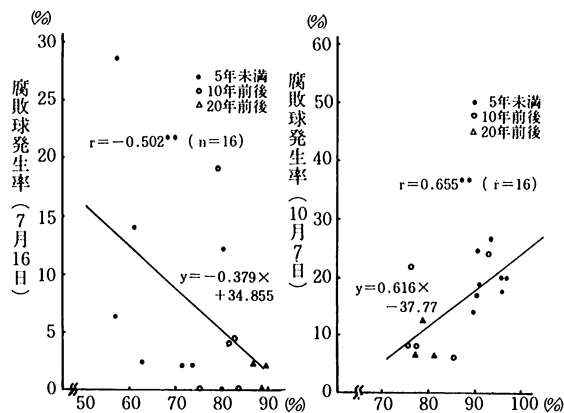 (%)
30
25
20
15
10
5
0
腐敗球発生率(7月16日)
• 5年未満
○ 10年前後
▲ 20年前後
r=-0.502** (n=16)
y=-0.379×
+34.855
50 60 70 80 90 (%)
(%)
60
50
40
30
20
10
0
腐敗球発生率(10月7日)
• 5年未満
○ 10年前後
▲ 20年前後
r=0.655** (r=16)
y=0.616×
-37.77
70 80 90 100 (%)